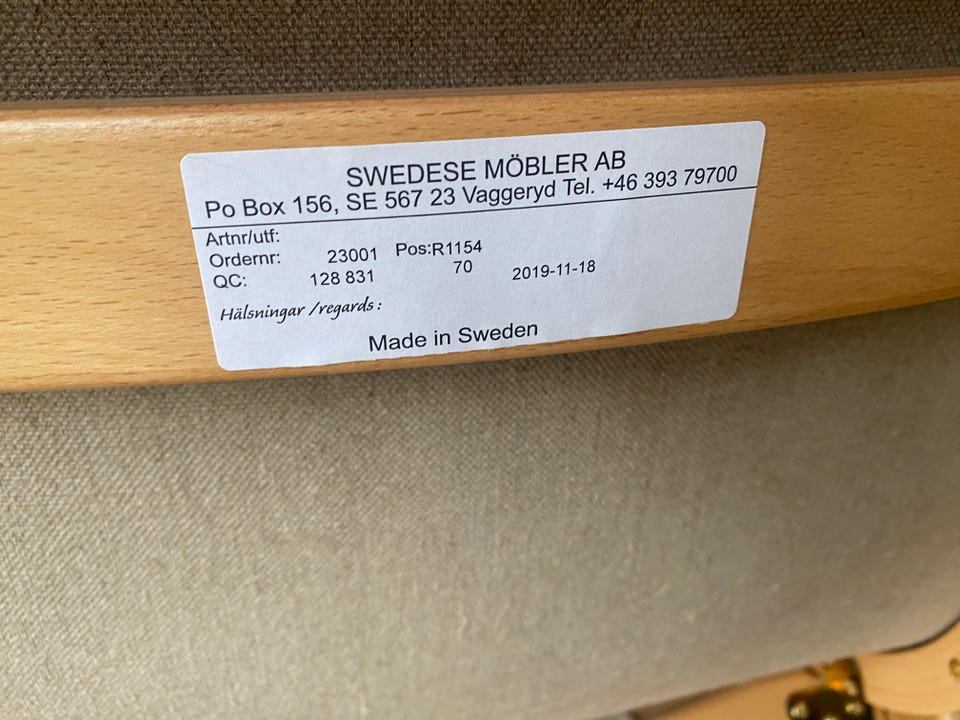 SWEDESE MÖBLER AB
Po Box 156, SE 567 23 Vaggeryd Tel. +46 393 79700
Artnr/utf:
Ordernr: 23001 Pos:R1154
QC: 128 831 70 2019-11-18
Hälsningar /regards:
Made in Sweden